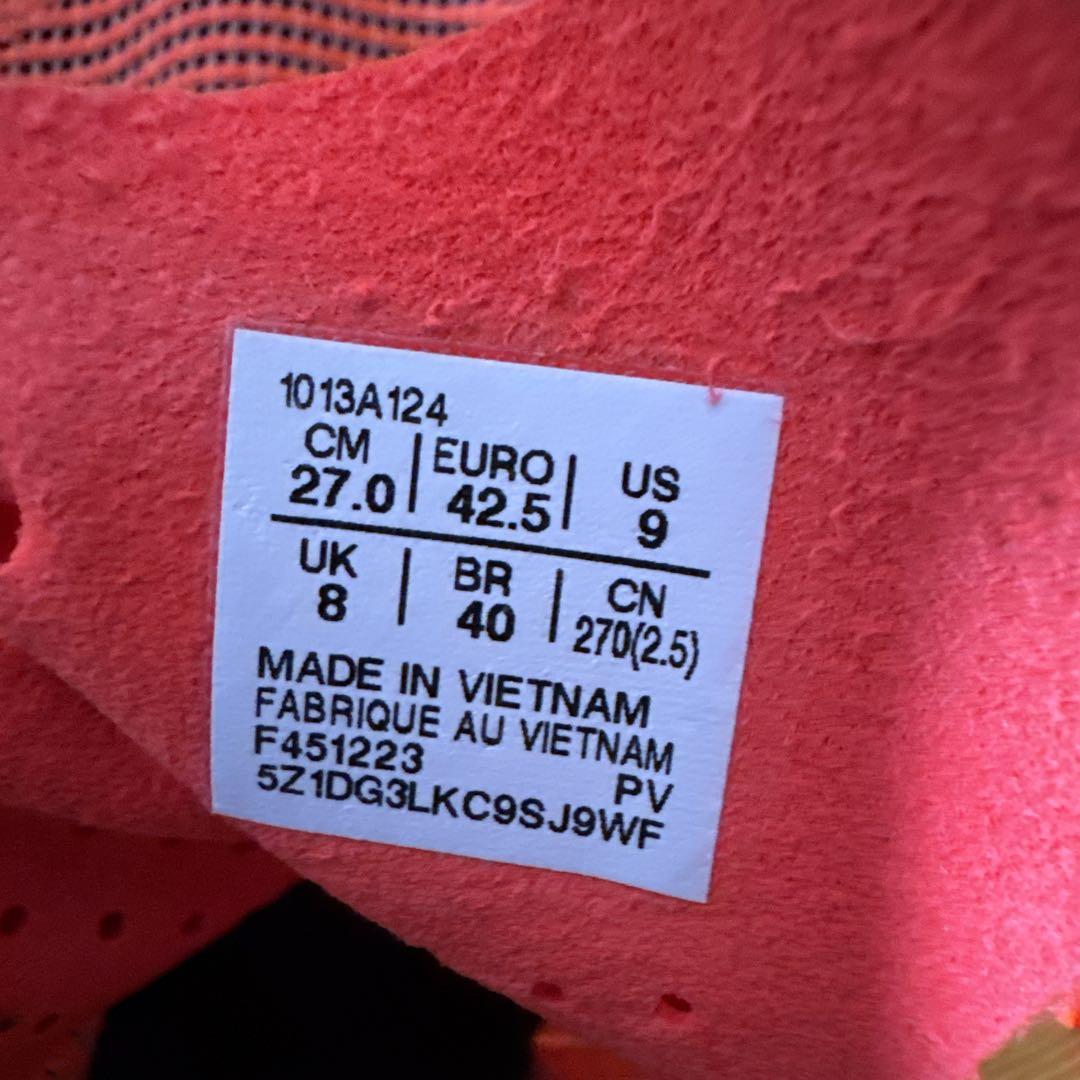 1013A124
CM | EURO | US
27.0 | 42.5 | 9
UK | BR | CN
8 | 40 | 270(2.5)
MADE IN VIETNAM
FABRIQUE AU VIETNAM
F451223 PV
5Z1DG3LKC9SJ9WF